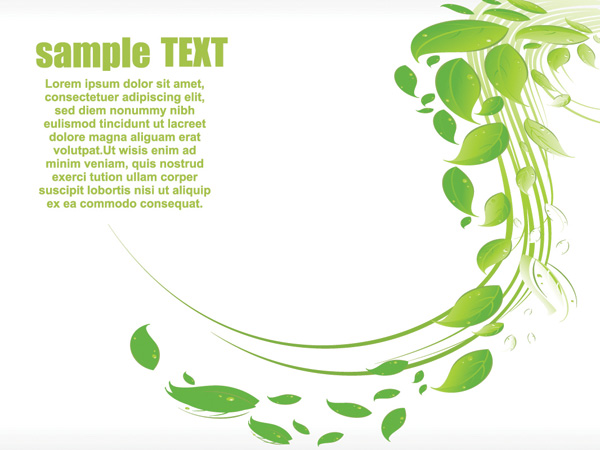 sample TEXT
Lorem ipsum dolor sit amet,
consectetuer adipiscing elit,
sed diem nonummy nibh
euismod tincidunt ut lacreet
dolore magna aliguam erat
volutpat.Ut wisis enim ad
minim veniam, quis nostrud
exerci tution ullam corper
suscipit lobortis nisi ut aliquip
ex ea commodo consequat.